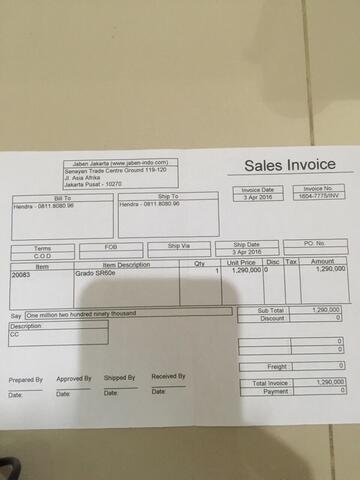 Jaben Jakarta (www.jaben-indo.com)
Senayan Trade Centre Ground 119-120
Jl. Asia Afrika
Jakarta Pusat - 10270
Sales Invoice
Invoice Date
3 Apr 2016
Invoice No.
1604-7775/INV
Bill To
Hendra - 0811.8080.96
Ship To
Hendra - 0811.8080.96
Terms
C.O.D
FOB
Ship Via
Ship Date
3 Apr 2016
PO. No.
Item Item Description Qty Unit Price Disc Tax Amount
20083 Grado SR60e 1 1,290,000 0 1,290,000
Say One million two hundred ninety thousand
Sub Total : 1,290,000
Discount : 0
Description:
CC
0
0
Freight : 0
Total Invoice : 1,290,000
Payment : 0
Prepared By Approved By Shipped By Received By
Date: Date: Date: Date: